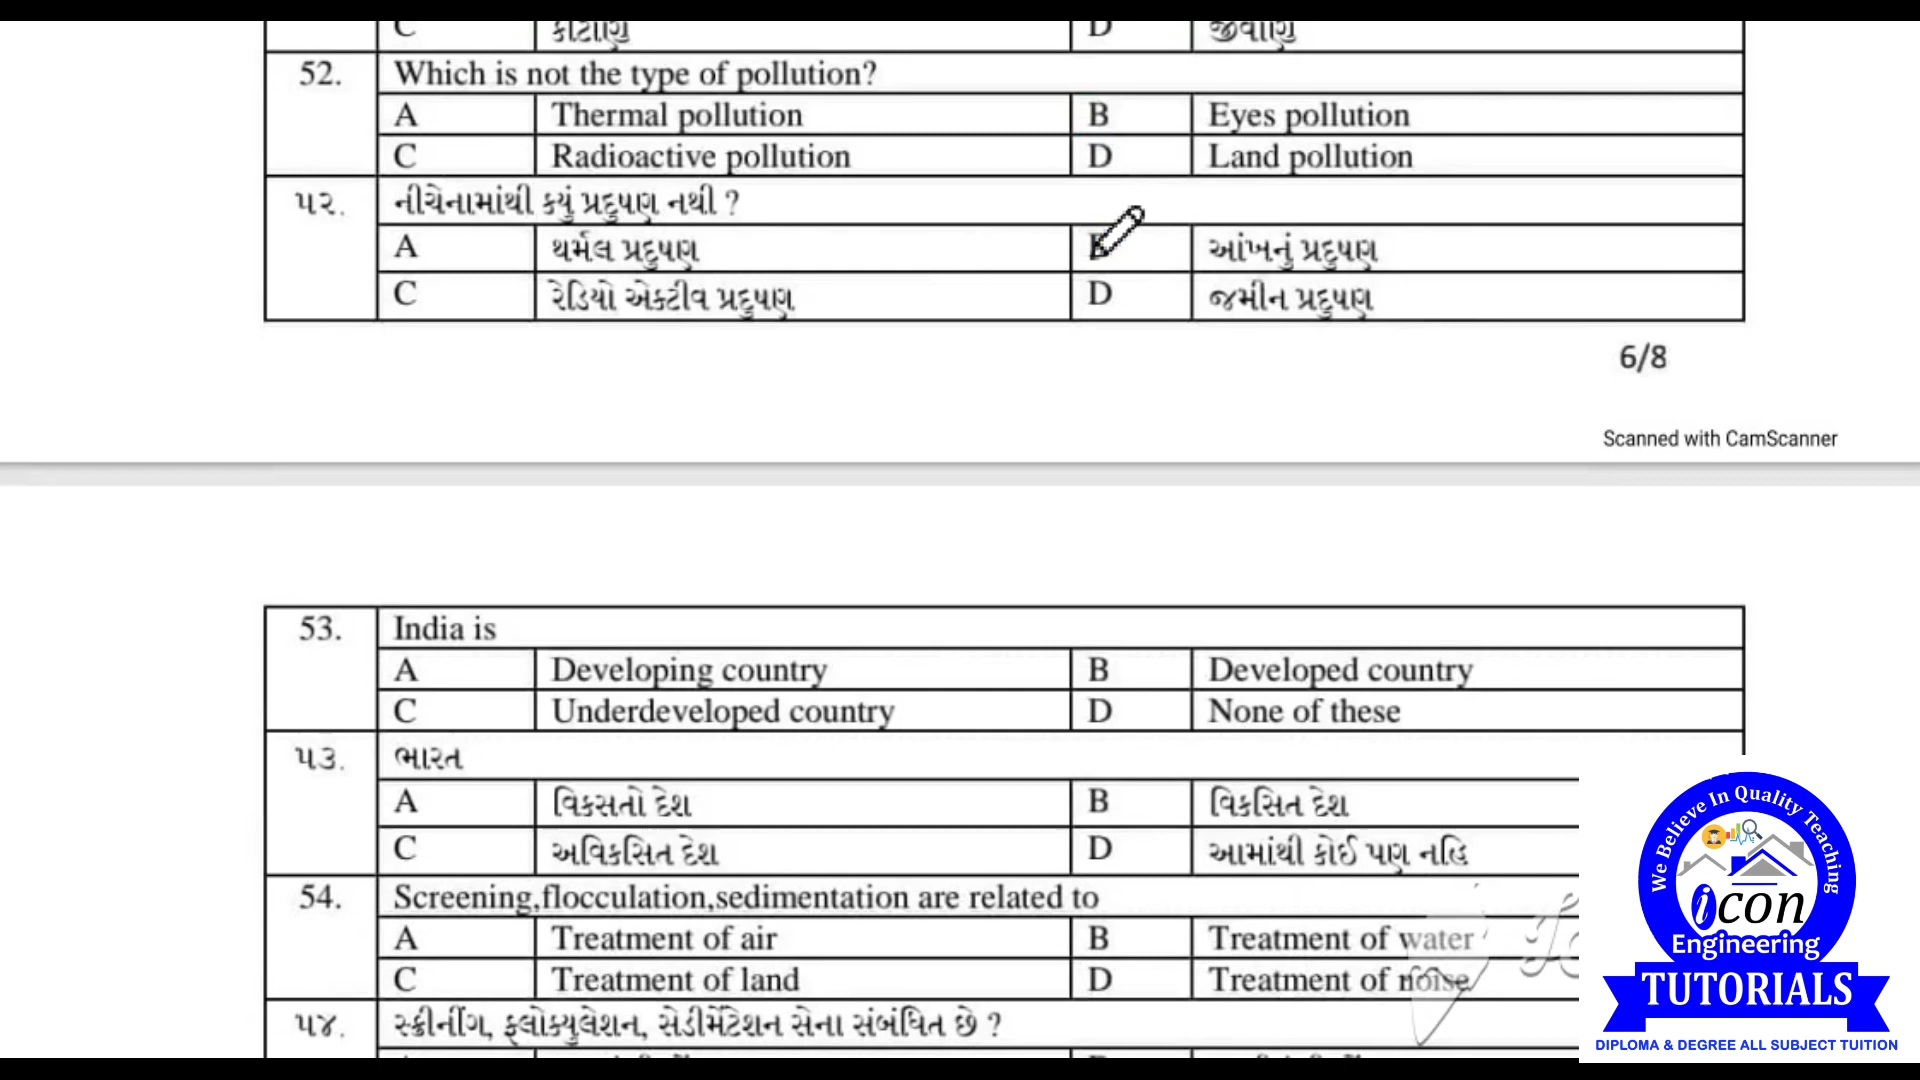 C કીટાણુ D જીવાણુ
52. Which is not the type of pollution?
A Thermal pollution B Eyes pollution
C Radioactive pollution D Land pollution
૫૨. નીચેનામાંથી કયું પ્રદુષણ નથી ?
A થર્મલ પ્રદુષણ B આંખનું પ્રદુષણ
C રેડિયો એક્ટીવ પ્રદુષણ D જમીન પ્રદુષણ
6/8
Scanned with CamScanner
53. India is
A Developing country B Developed country
C Underdeveloped country D None of these
૫૩. ભારત
A વિકસતો દેશ B વિકસિત દેશ
C અવિકસિત દેશ D આમાંથી કોઈ પણ નહિ
54. Screening,flocculation,sedimentation are related to
A Treatment of air B Treatment of water
C Treatment of land D Treatment of noise
૫૪. સ્ક્રીનીંગ, ફ્લોક્યુલેશન, સેડીમેંટેશન સેના સંબંધિત છે ?
We Believe In Quality Teaching
icon
Engineering
TUTORIALS
DIPLOMA & DEGREE ALL SUBJECT TUITION